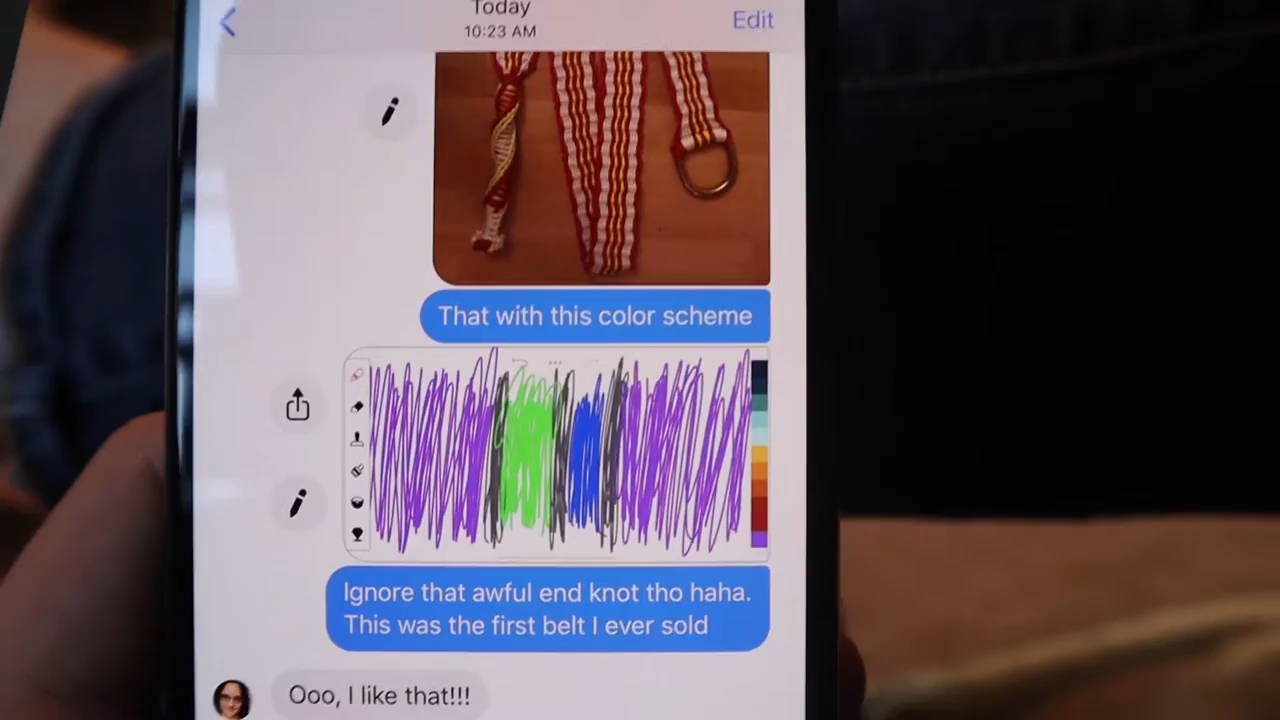 Today
10:23 AM
Edit
That with this color scheme
Ignore that awful end knot tho haha.
This was the first belt I ever sold
Ooo, I like that!!!